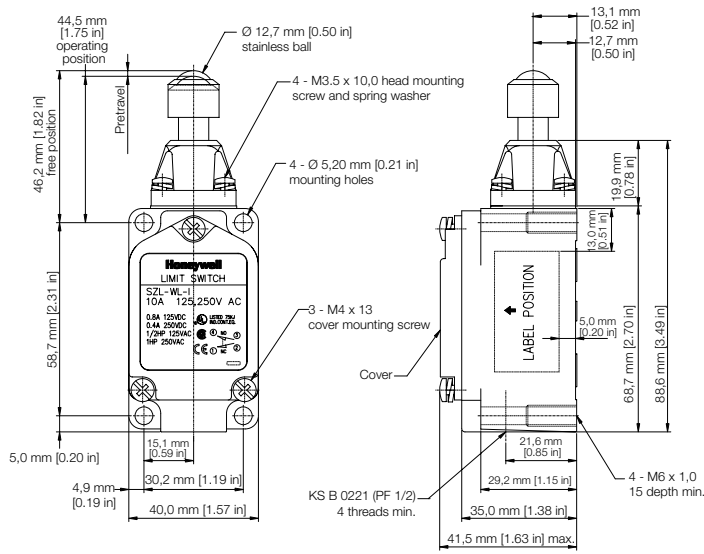 44,5 mm
[1.75 in]
operating
position
Ø 12,7 mm [0.50 in]
stainless ball
4 - M3.5 x 10,0 head mounting
screw and spring washer
Pretravel
46,2 mm [1.82 in]
free position
4 - Ø 5,20 mm [0.21 in]
mounting holes
58,7 mm [2.31 in]
Honeywell
LIMIT SWITCH
SZL-WL-I
10A 125,250V AC
0.8A 125VDC
0.4A 250VDC
1/2HP 125VAC
1HP 250VAC
LISTED 75KJ
IND.CONT.EQ.
NO
NC
3 - M4 x 13
cover mounting screw
5,0 mm [0.20 in]
15,1 mm
[0.59 in]
4,9 mm
[0.19 in]
30,2 mm [1.19 in]
40,0 mm [1.57 in]
13,1 mm
[0.52 in]
12,7 mm
[0.50 in]
19,9 mm
[0.78 in]
13,0 mm
[0.51 in]
LABEL POSITION
5,0 mm
[0.20 in]
68,7 mm [2.70 in]
88,6 mm [3.49 in]
Cover
21,6 mm
[0.85 in]
KS B 0221 (PF 1/2)
4 threads min.
29,2 mm [1.15 in]
35,0 mm [1.38 in]
41,5 mm [1.63 in] max.
4 - M6 x 1,0
15 depth min.